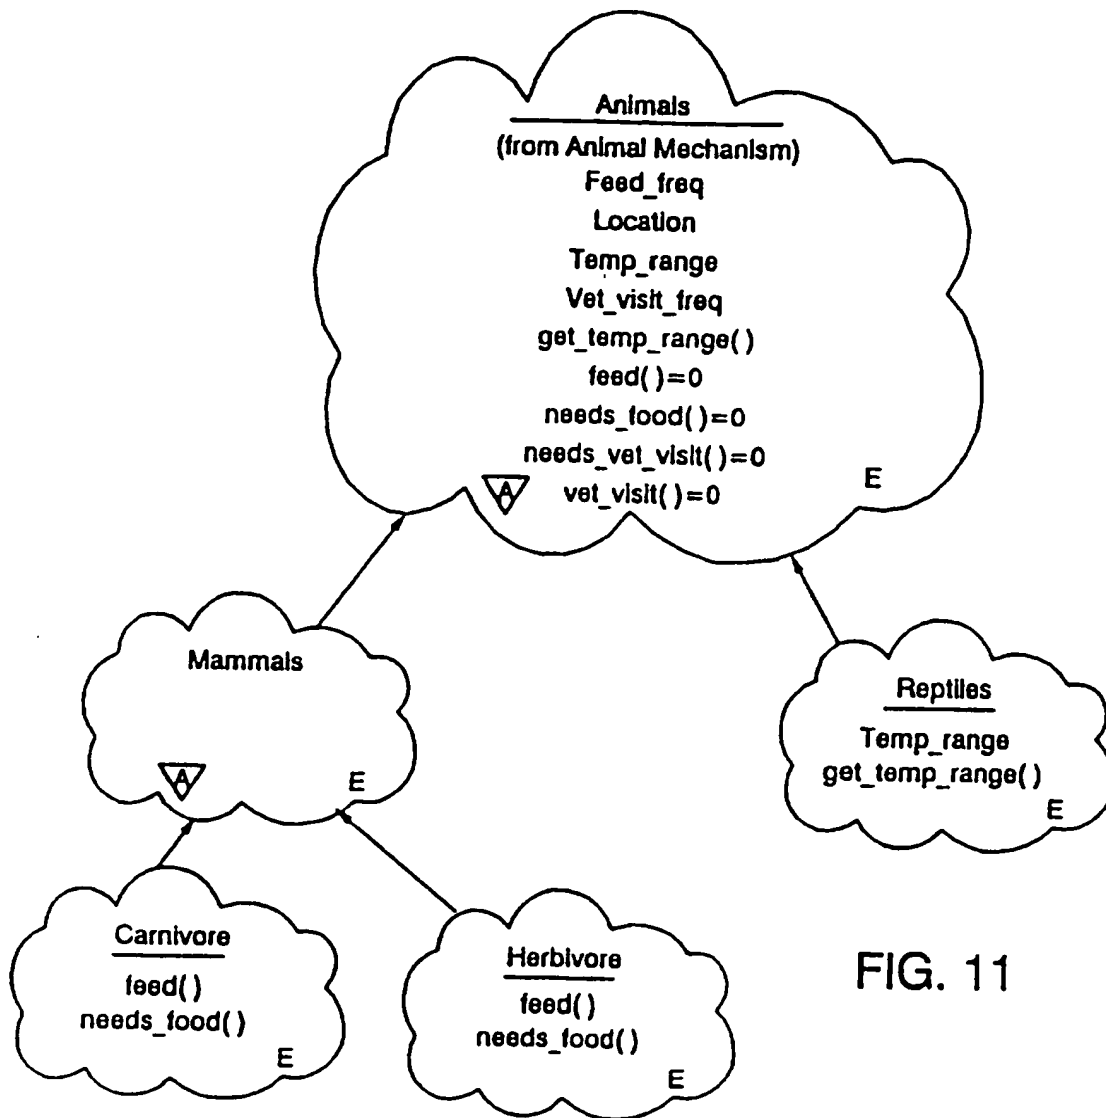 Animals
(from Animal Mechanism)
Feed_freq
Location
Temp_range
Vet_visit_freq
get_temp_range( )
feed( )=0
needs_food( )=0
needs_vet_visit( )=0
vet_visit( )=0
A
E
Mammals
A
E
Reptiles
Temp_range
get_temp_range( )
E
Carnivore
feed( )
needs_food( )
E
Herbivore
feed( )
needs_food( )
E
FIG. 11